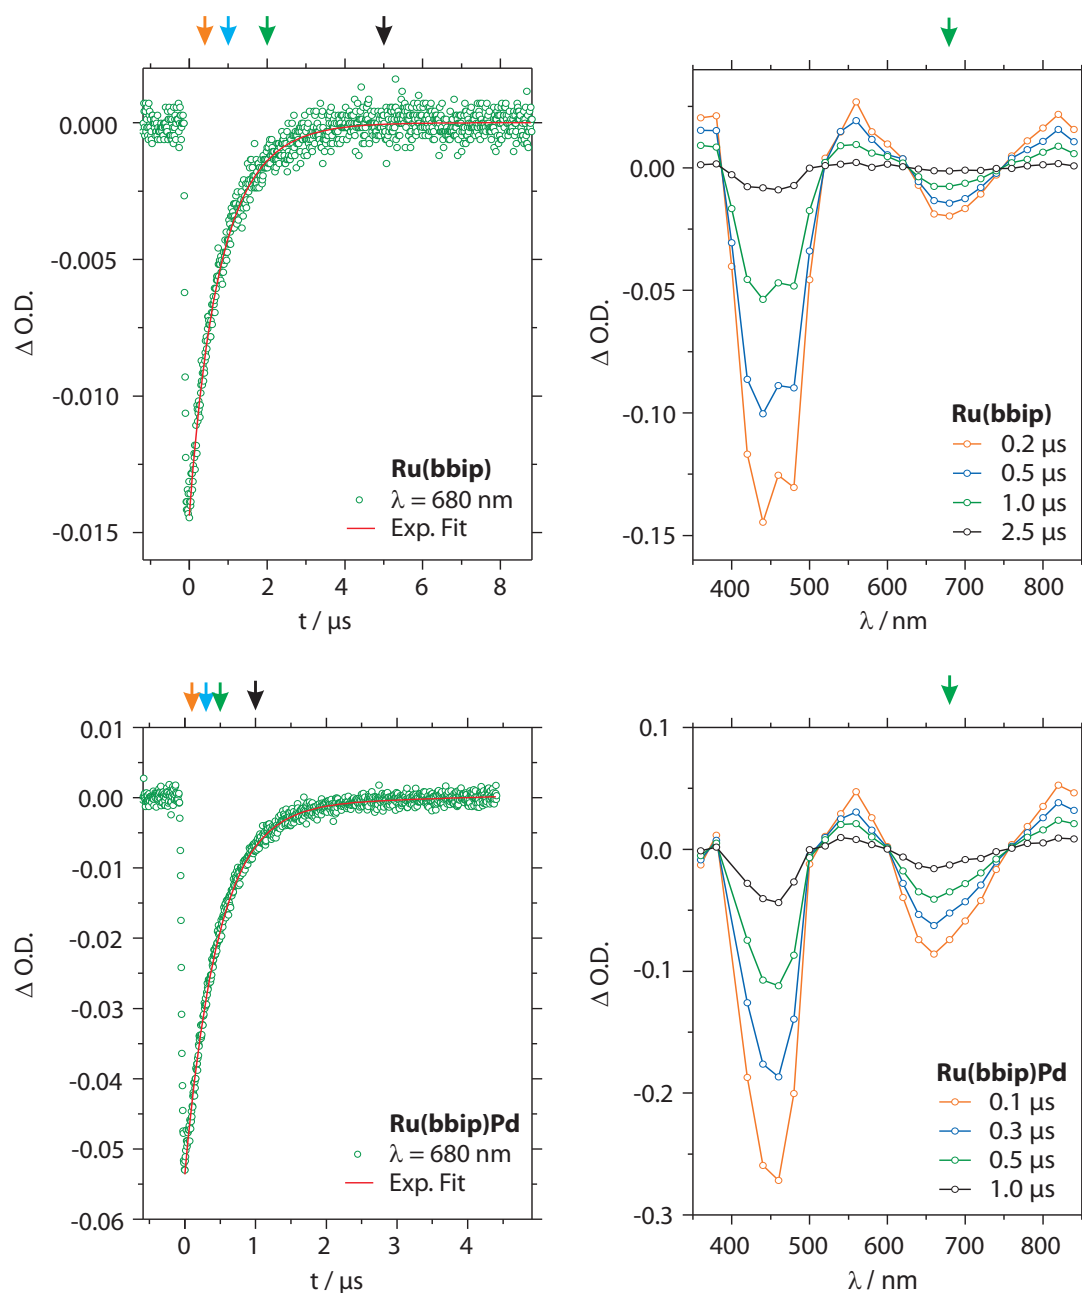 0.000
-0.005
-0.010
-0.015
Δ O.D.
Ru(bbip)
λ = 680 nm
Exp. Fit
0 2 4 6 8
t / μs
0.00
-0.05
-0.10
-0.15
Δ O.D.
Ru(bbip)
0.2 μs
0.5 μs
1.0 μs
2.5 μs
400 500 600 700 800
λ / nm
0.01
0.00
-0.01
-0.02
-0.03
-0.04
-0.05
-0.06
Δ O.D.
Ru(bbip)Pd
λ = 680 nm
Exp. Fit
0 1 2 3 4
t / μs
0.1
0.0
-0.1
-0.2
-0.3
Δ O.D.
Ru(bbip)Pd
0.1 μs
0.3 μs
0.5 μs
1.0 μs
400 500 600 700 800
λ / nm